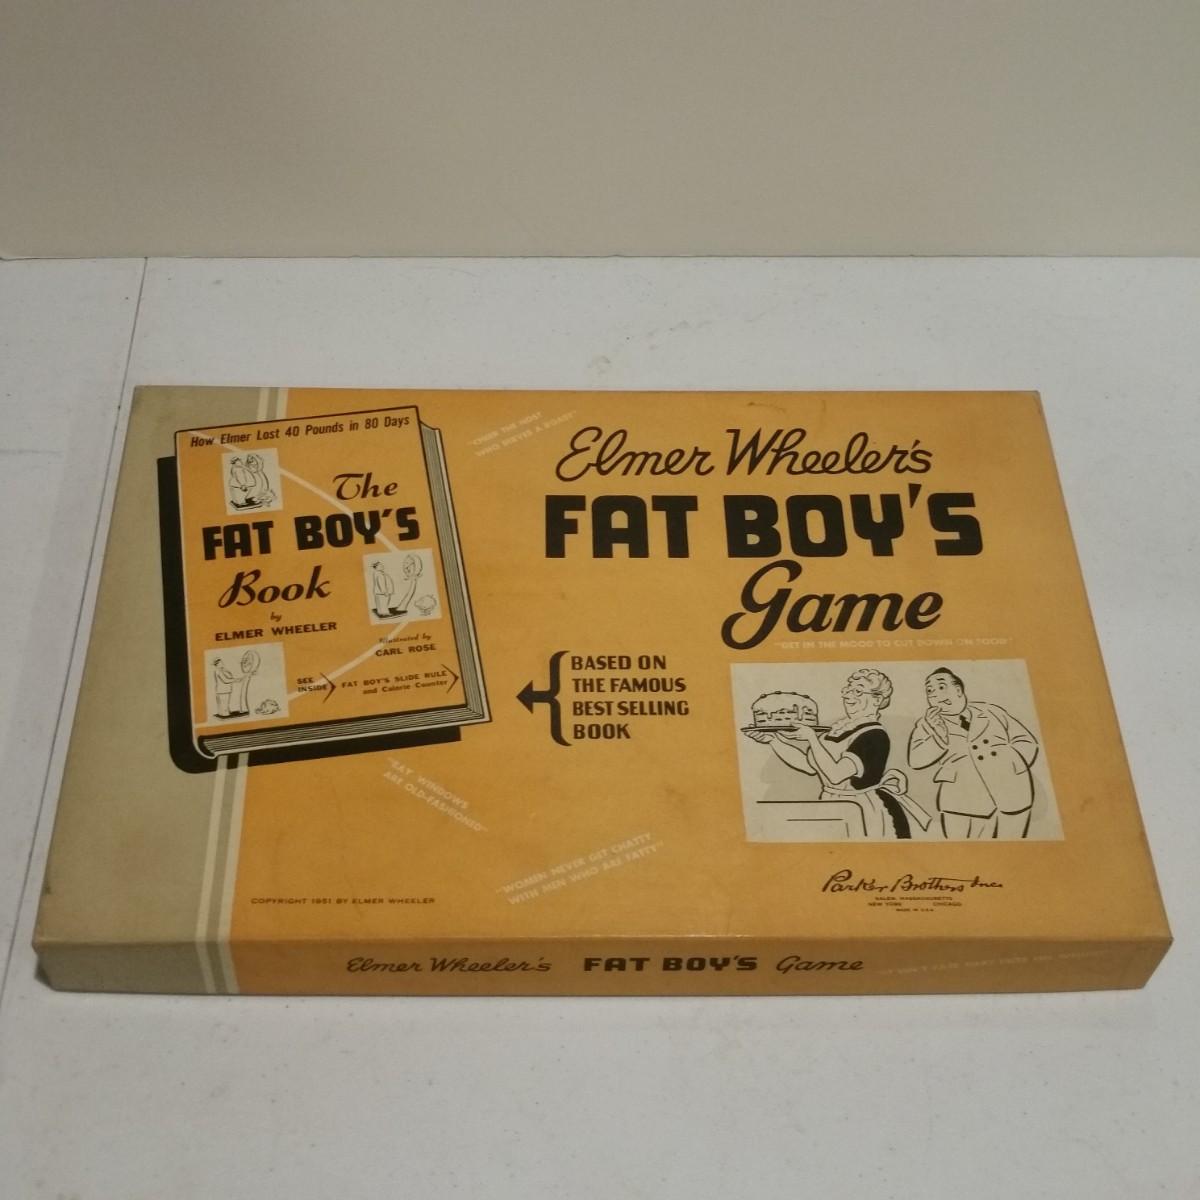 How Elmer Lost 40 Pounds in 80 Days
The
FAT BOY'S
Book
by
ELMER WHEELER
Illustrated by
CARL ROSE
SEE
INSIDE
FAT BOY'S SLIDE RULE
and Calorie Counter
"CHEER THE HOST
WHO SERVES A ROAST"
Elmer Wheeler's
FAT BOY'S
Game
"GET IN THE MOOD TO CUT DOWN ON FOOD"
BASED ON
THE FAMOUS
BEST SELLING
BOOK
"BAY WINDOWS
ARE OLD-FASHIONED"
"WOMEN NEVER GET CHATTY
WITH MEN WHO ARE FATTY"
COPYRIGHT 1951 BY ELMER WHEELER
Parker Brothers Inc.
SALEM, MASSACHUSETTS
NEW YORK CHICAGO
MADE IN U.S.A.
Elmer Wheeler's FAT BOY'S Game